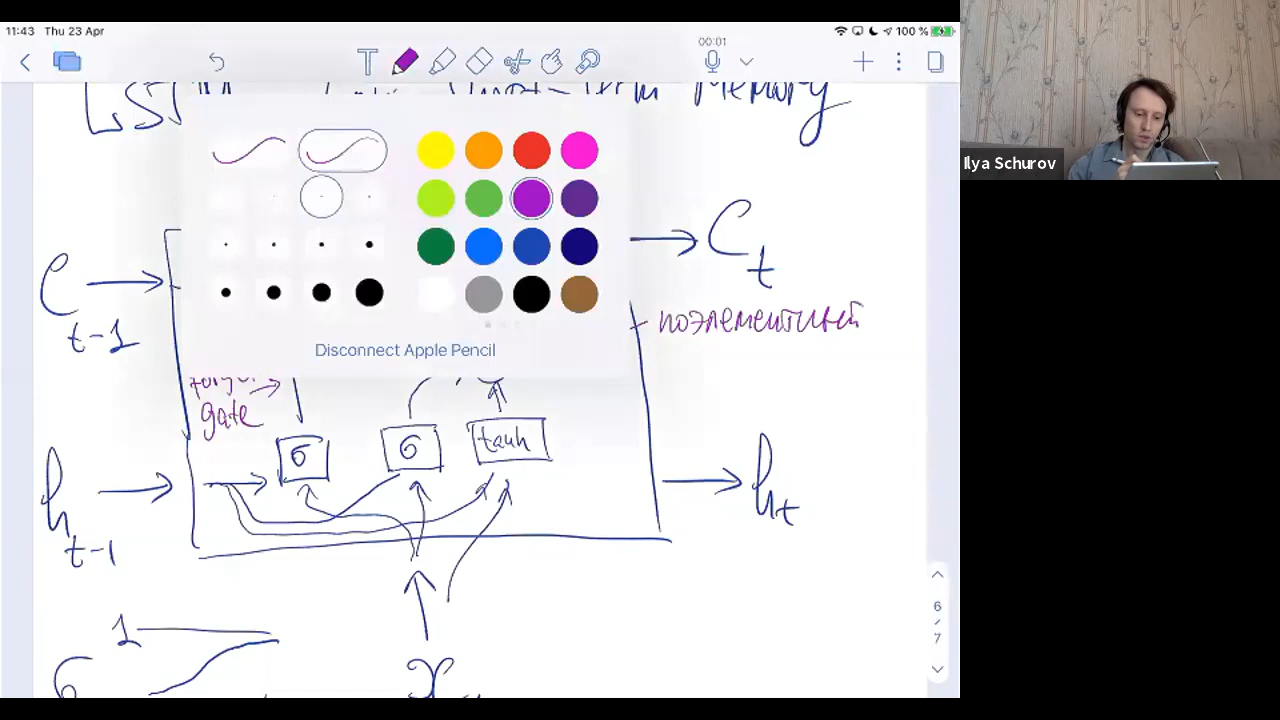 11:43 Thu 23 Apr
100 %
00:01
T
LSTM Short-Term Memory
Disconnect Apple Pencil
C t-1
C t
поэлементный
forget
gate
σ
σ
tanh
h t-1
h t
6
/
7
1
σ
x
Ilya Schurov